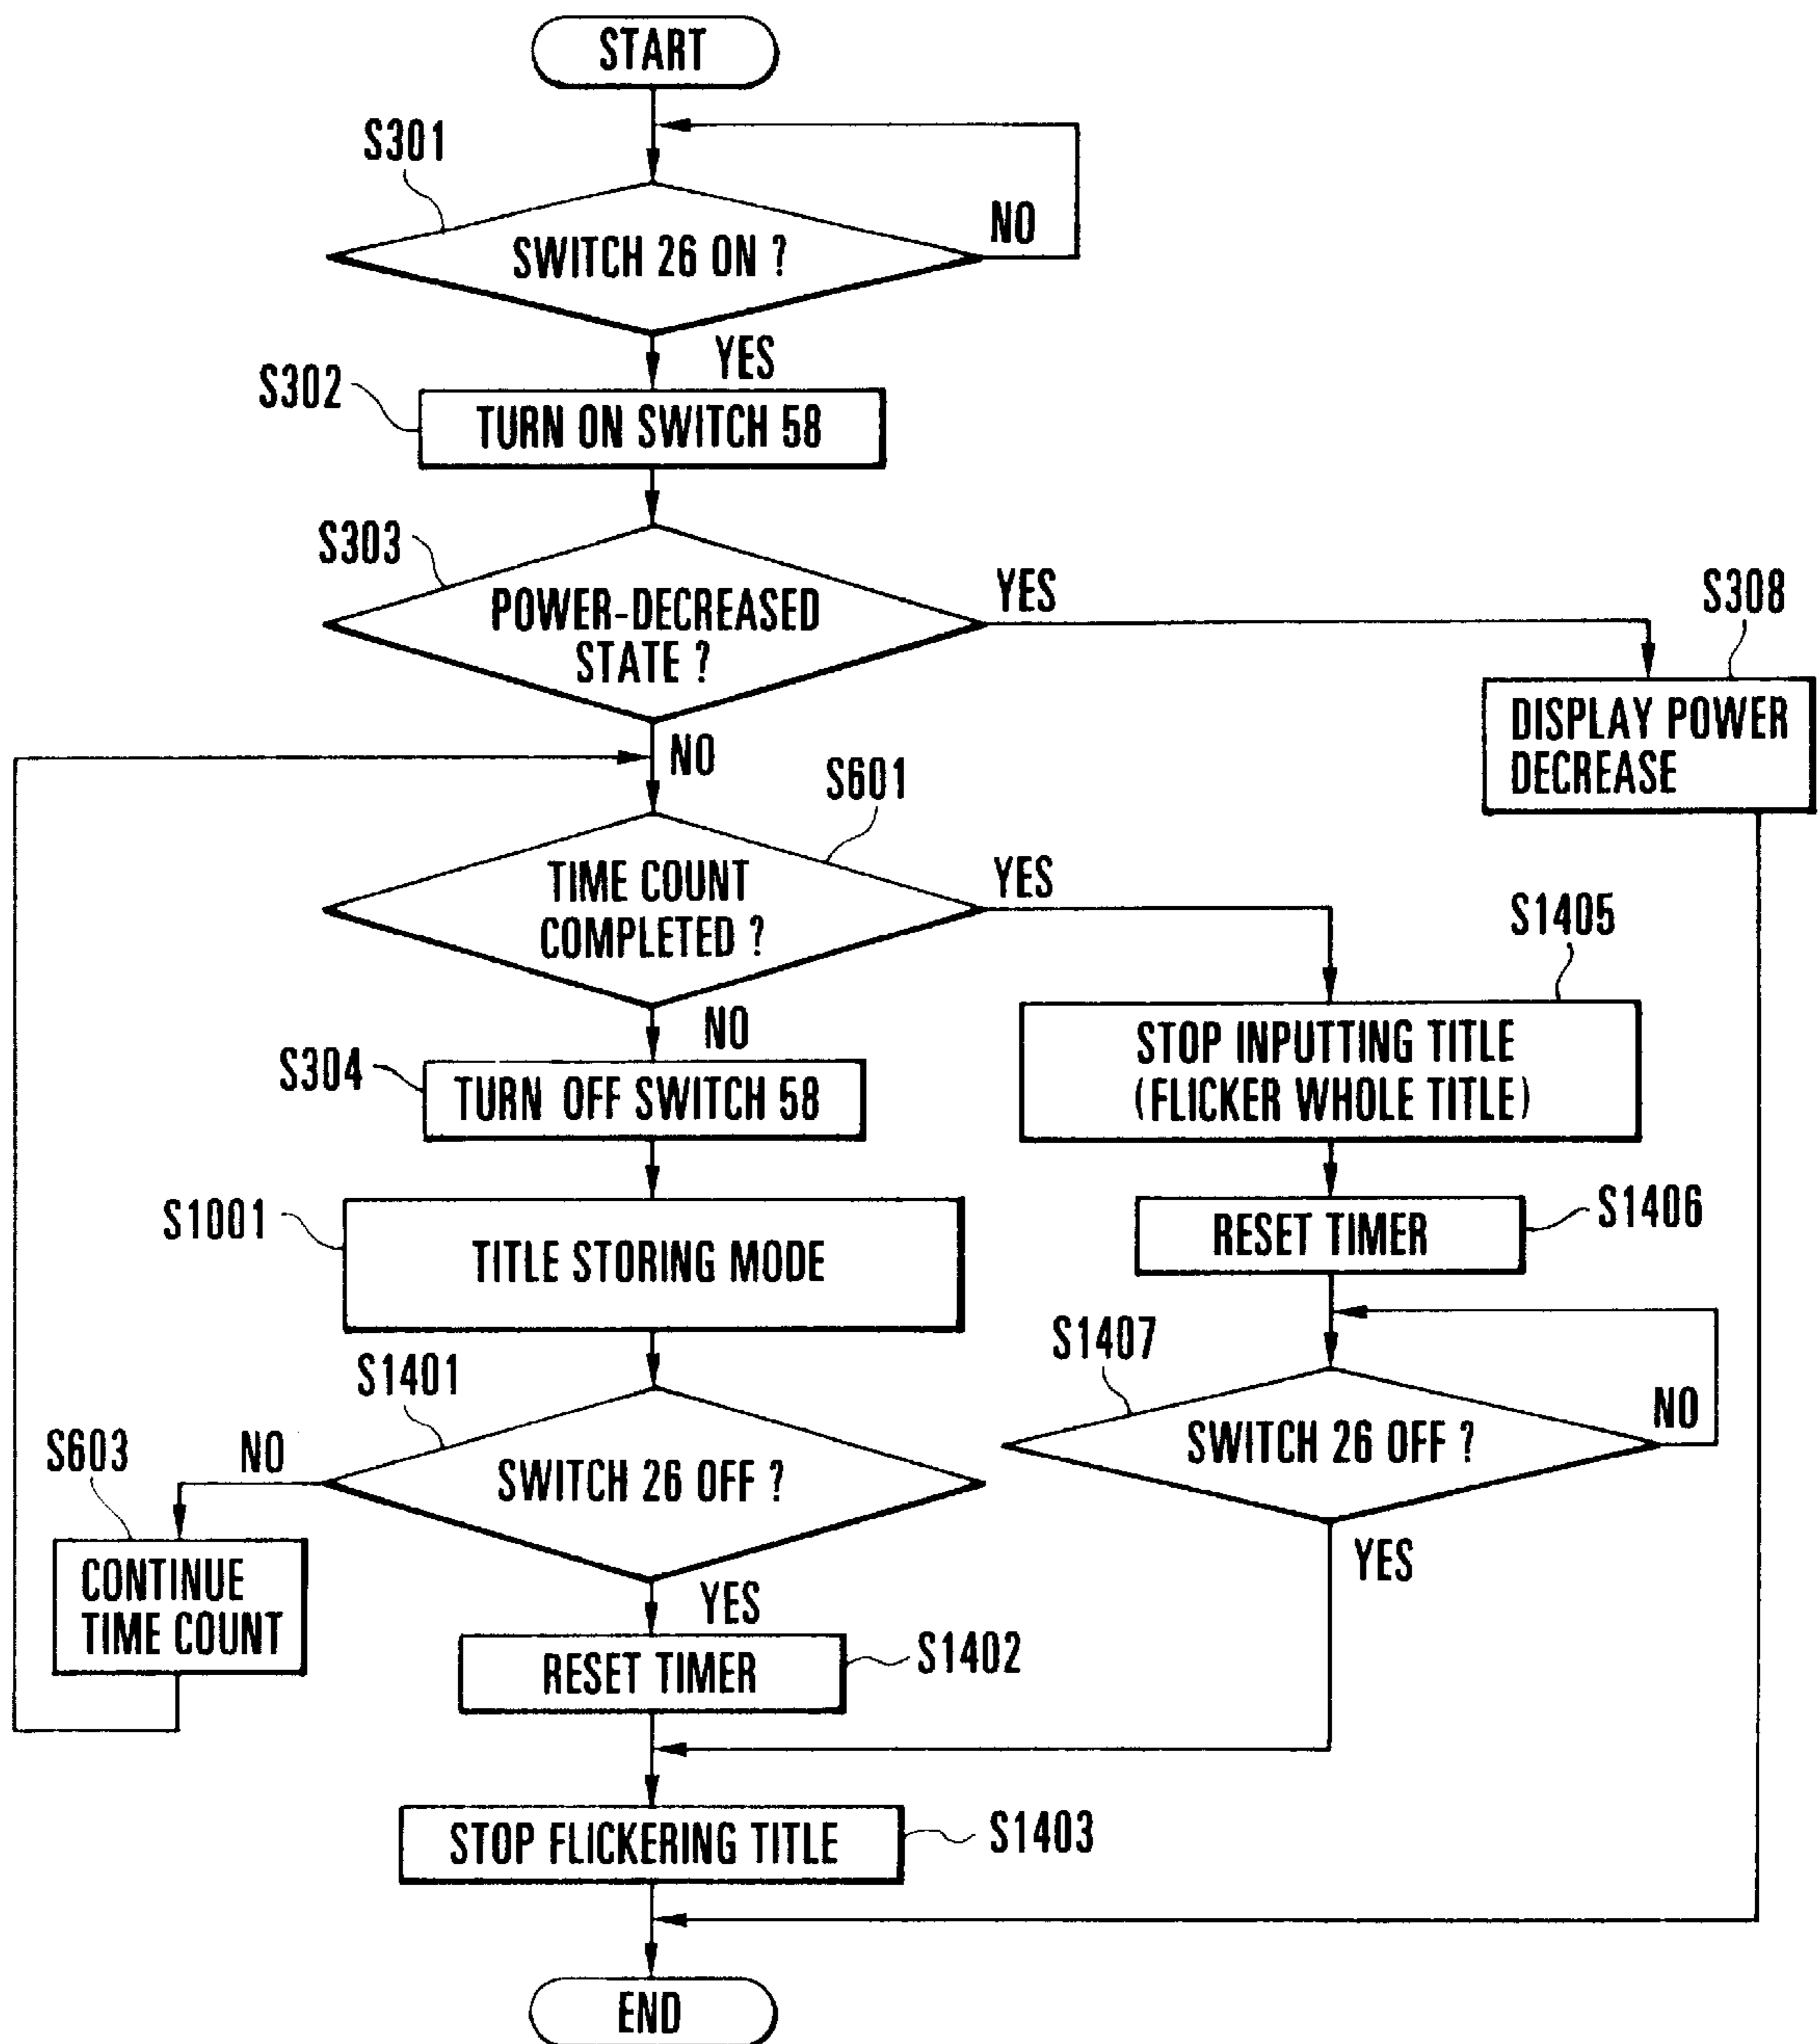 START
S301
NO
SWITCH 26 ON ?
YES
S302
TURN ON SWITCH 58
S303
YES
POWER-DECREASED
STATE ?
S308
DISPLAY POWER
DECREASE
NO
S601
TIME COUNT
COMPLETED ?
YES
S1405
STOP INPUTTING TITLE
(FLICKER WHOLE TITLE)
NO
S304
TURN OFF SWITCH 58
S1001
TITLE STORING MODE
S1406
RESET TIMER
S1407
NO
SWITCH 26 OFF ?
YES
S1401
SWITCH 26 OFF ?
NO
S603
CONTINUE
TIME COUNT
YES
RESET TIMER
S1402
STOP FLICKERING TITLE
S1403
END